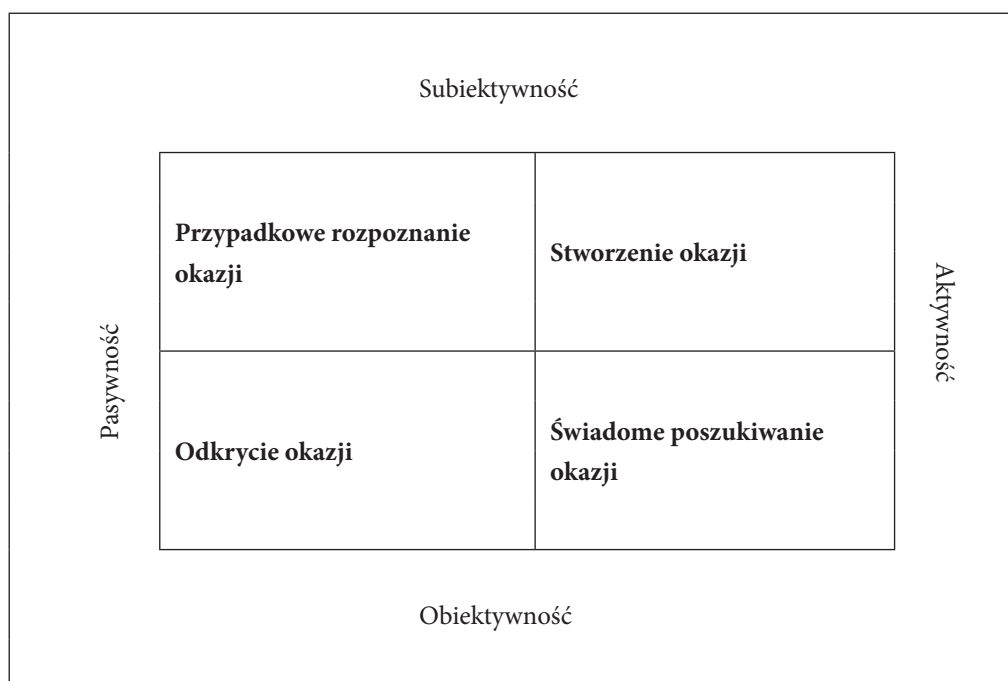 Subiektywność
Przypadkowe rozpoznanie
okazji
Stworzenie okazji
Aktywność
Pasywność
Odkrycie okazji
Świadome poszukiwanie
okazji
Obiektywność